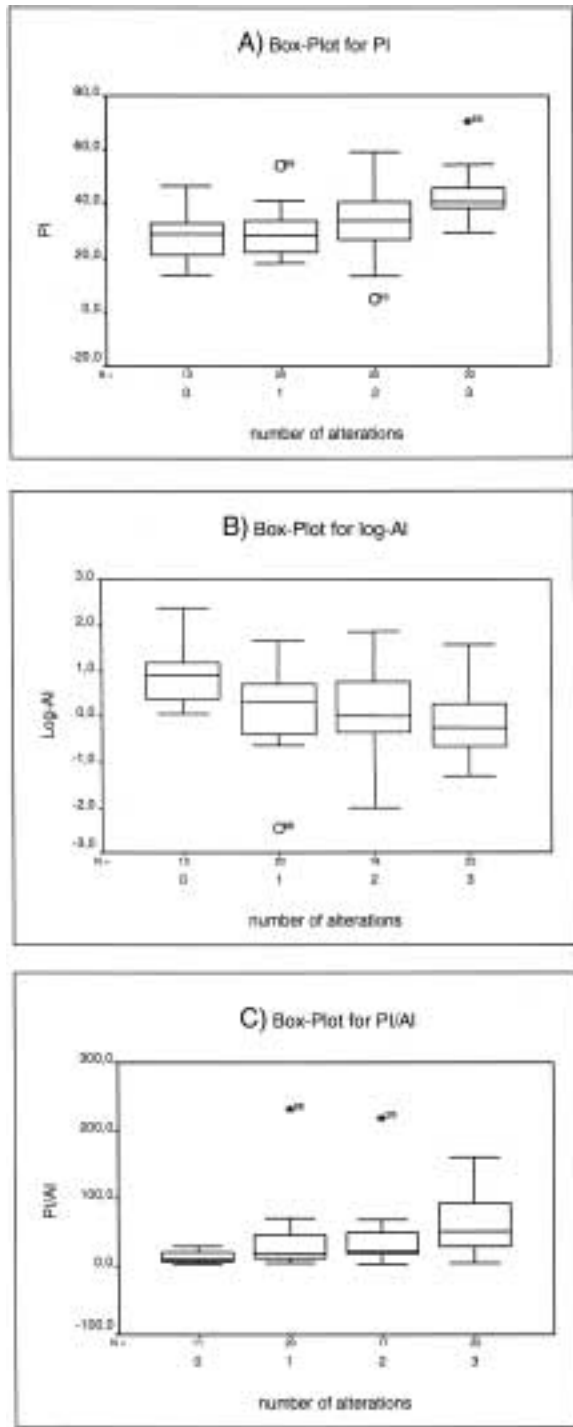 A) Box-Plot for PI
80,0
60,0
40,0
20,0
0,0
-20,0
PI
0 1 2 3
number of alterations
B) Box-Plot for log-AI
3,0
2,0
1,0
0,0
-1,0
-2,0
-3,0
Log-AI
0 1 2 3
number of alterations
C) Box-Plot for PI/AI
300,0
200,0
100,0
0,0
-100,0
PI/AI
0 1 2 3
number of alterations